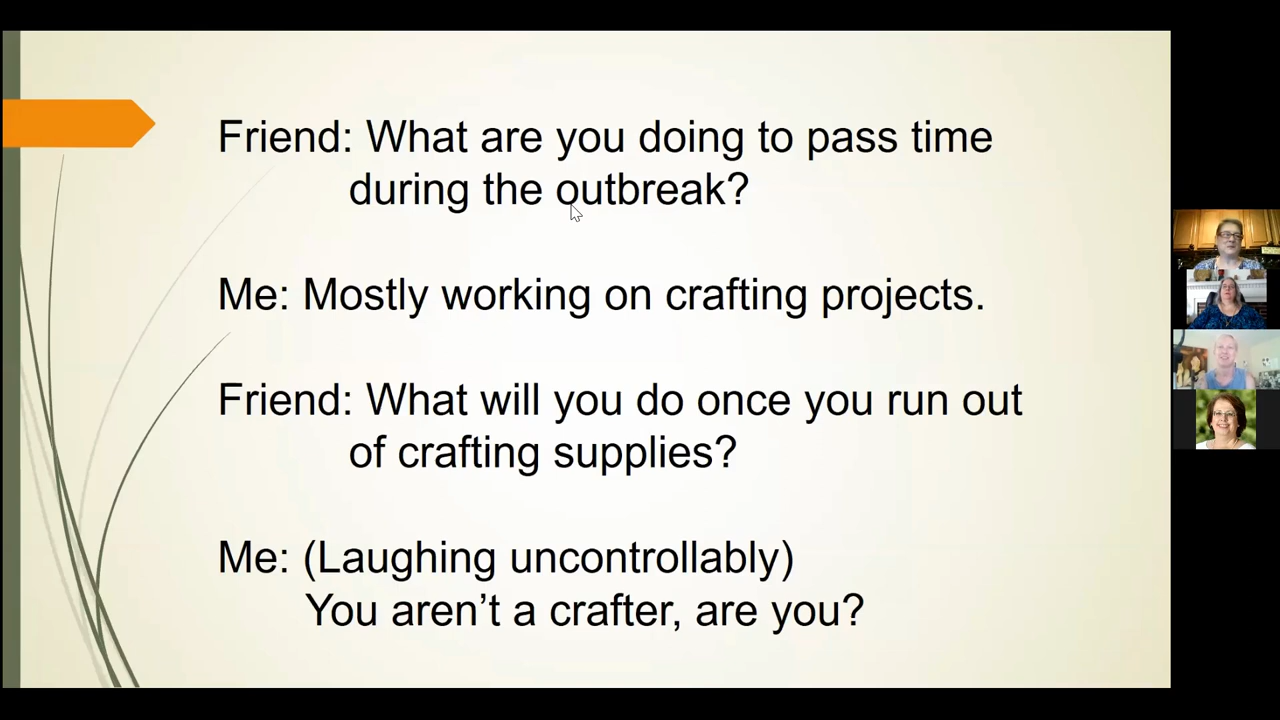 Friend: What are you doing to pass time
during the outbreak?
Me: Mostly working on crafting projects.
Friend: What will you do once you run out
of crafting supplies?
Me: (Laughing uncontrollably)
You aren’t a crafter, are you?